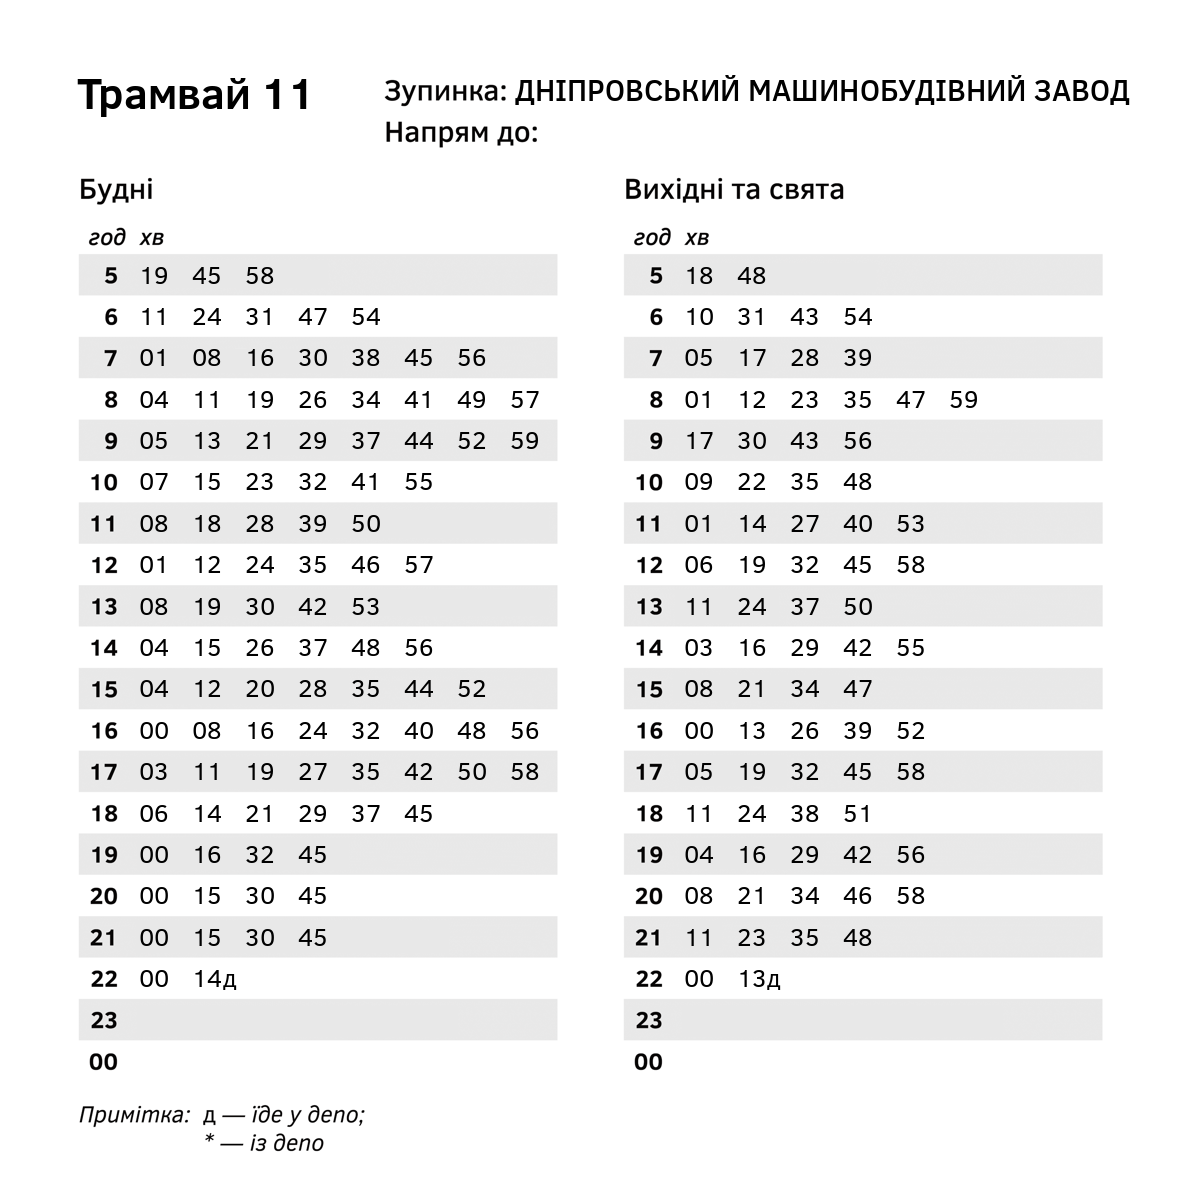 Трамвай 11
Зупинка: ДНІПРОВСЬКИЙ МАШИНОБУДІВНИЙ ЗАВОД
Напрям до:
Будні
год хв
5 19 45 58
6 11 24 31 47 54
7 01 08 16 30 38 45 56
8 04 11 19 26 34 41 49 57
9 05 13 21 29 37 44 52 59
10 07 15 23 32 41 55
11 08 18 28 39 50
12 01 12 24 35 46 57
13 08 19 30 42 53
14 04 15 26 37 48 56
15 04 12 20 28 35 44 52
16 00 08 16 24 32 40 48 56
17 03 11 19 27 35 42 50 58
18 06 14 21 29 37 45
19 00 16 32 45
20 00 15 30 45
21 00 15 30 45
22 00 14д
23
00
Вихідні та свята
год хв
5 18 48
6 10 31 43 54
7 05 17 28 39
8 01 12 23 35 47 59
9 17 30 43 56
10 09 22 35 48
11 01 14 27 40 53
12 06 19 32 45 58
13 11 24 37 50
14 03 16 29 42 55
15 08 21 34 47
16 00 13 26 39 52
17 05 19 32 45 58
18 11 24 38 51
19 04 16 29 42 56
20 08 21 34 46 58
21 11 23 35 48
22 00 13д
23
00
Примітка: д — їде у депо;
* — із депо